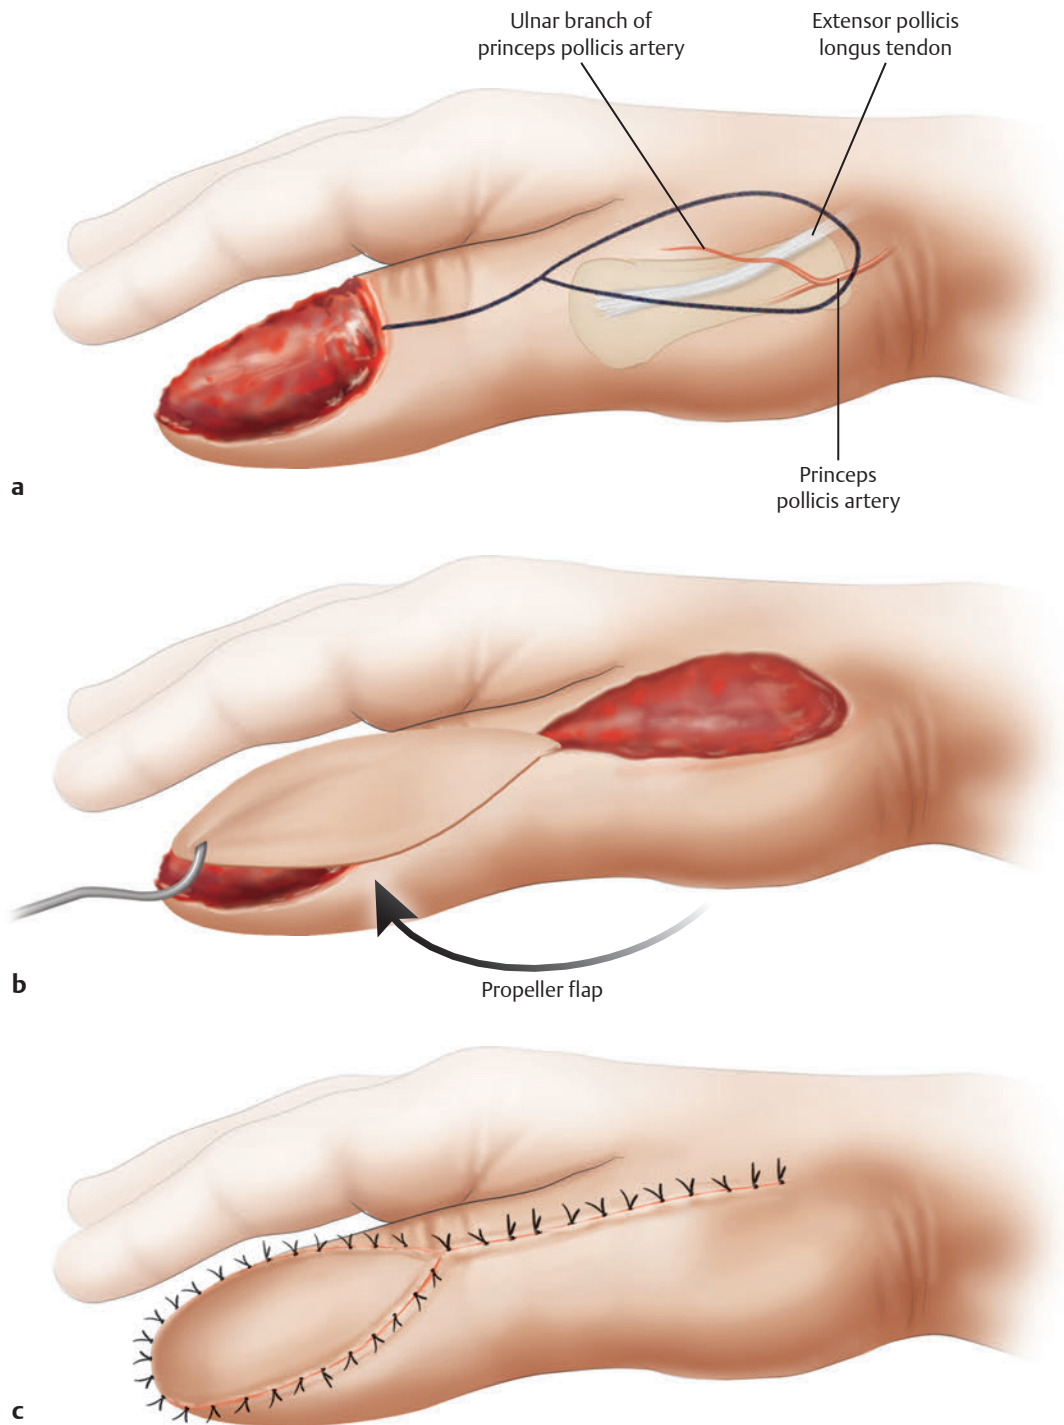 Ulnar branch of
princeps pollicis artery
Extensor pollicis
longus tendon
Princeps
pollicis artery
a
Propeller flap
b
c